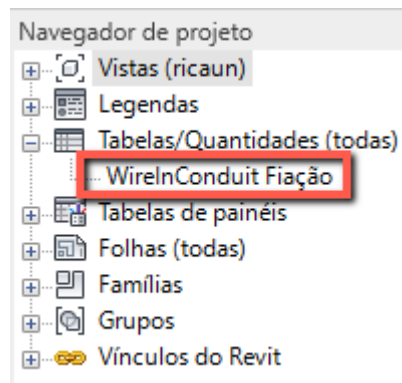 Navegador de projeto
Vistas (ricaun)
Legendas
Tabelas/Quantidades (todas)
WireInConduit Fiação
Tabelas de painéis
Folhas (todas)
Famílias
Grupos
Vínculos do Revit